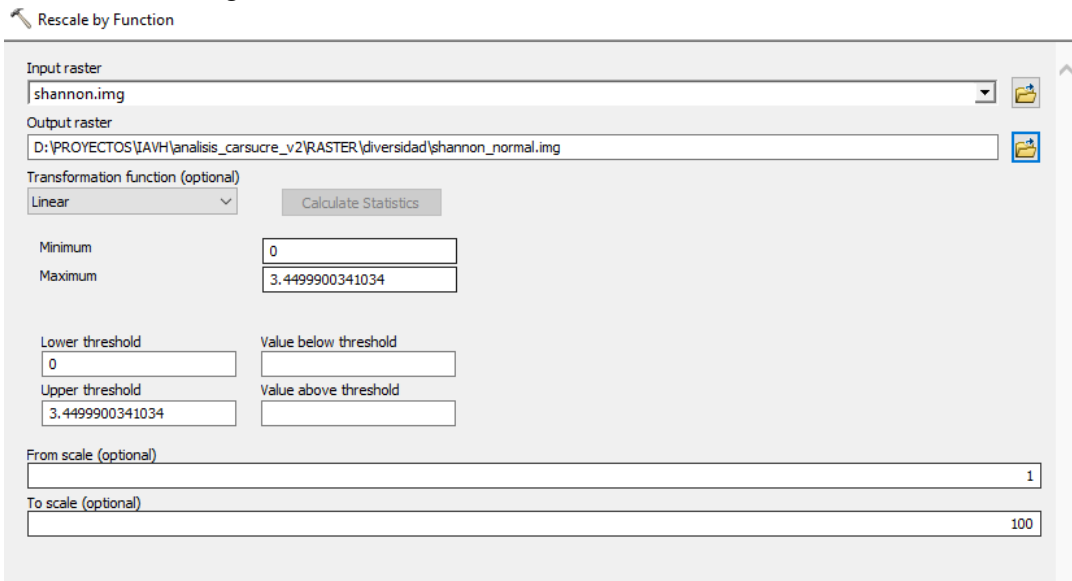 Rescale by Function
Input raster
shannon.img
Output raster
D:\PROYECTOS\IAVH\analisis_carsucre_v2\RASTER\diversidad\shannon_normal.img
Transformation function (optional)
Linear Calculate Statistics
Minimum 0
Maximum 3.4499900341034
Lower threshold Value below threshold
0
Upper threshold Value above threshold
3.4499900341034
From scale (optional)
1
To scale (optional)
100